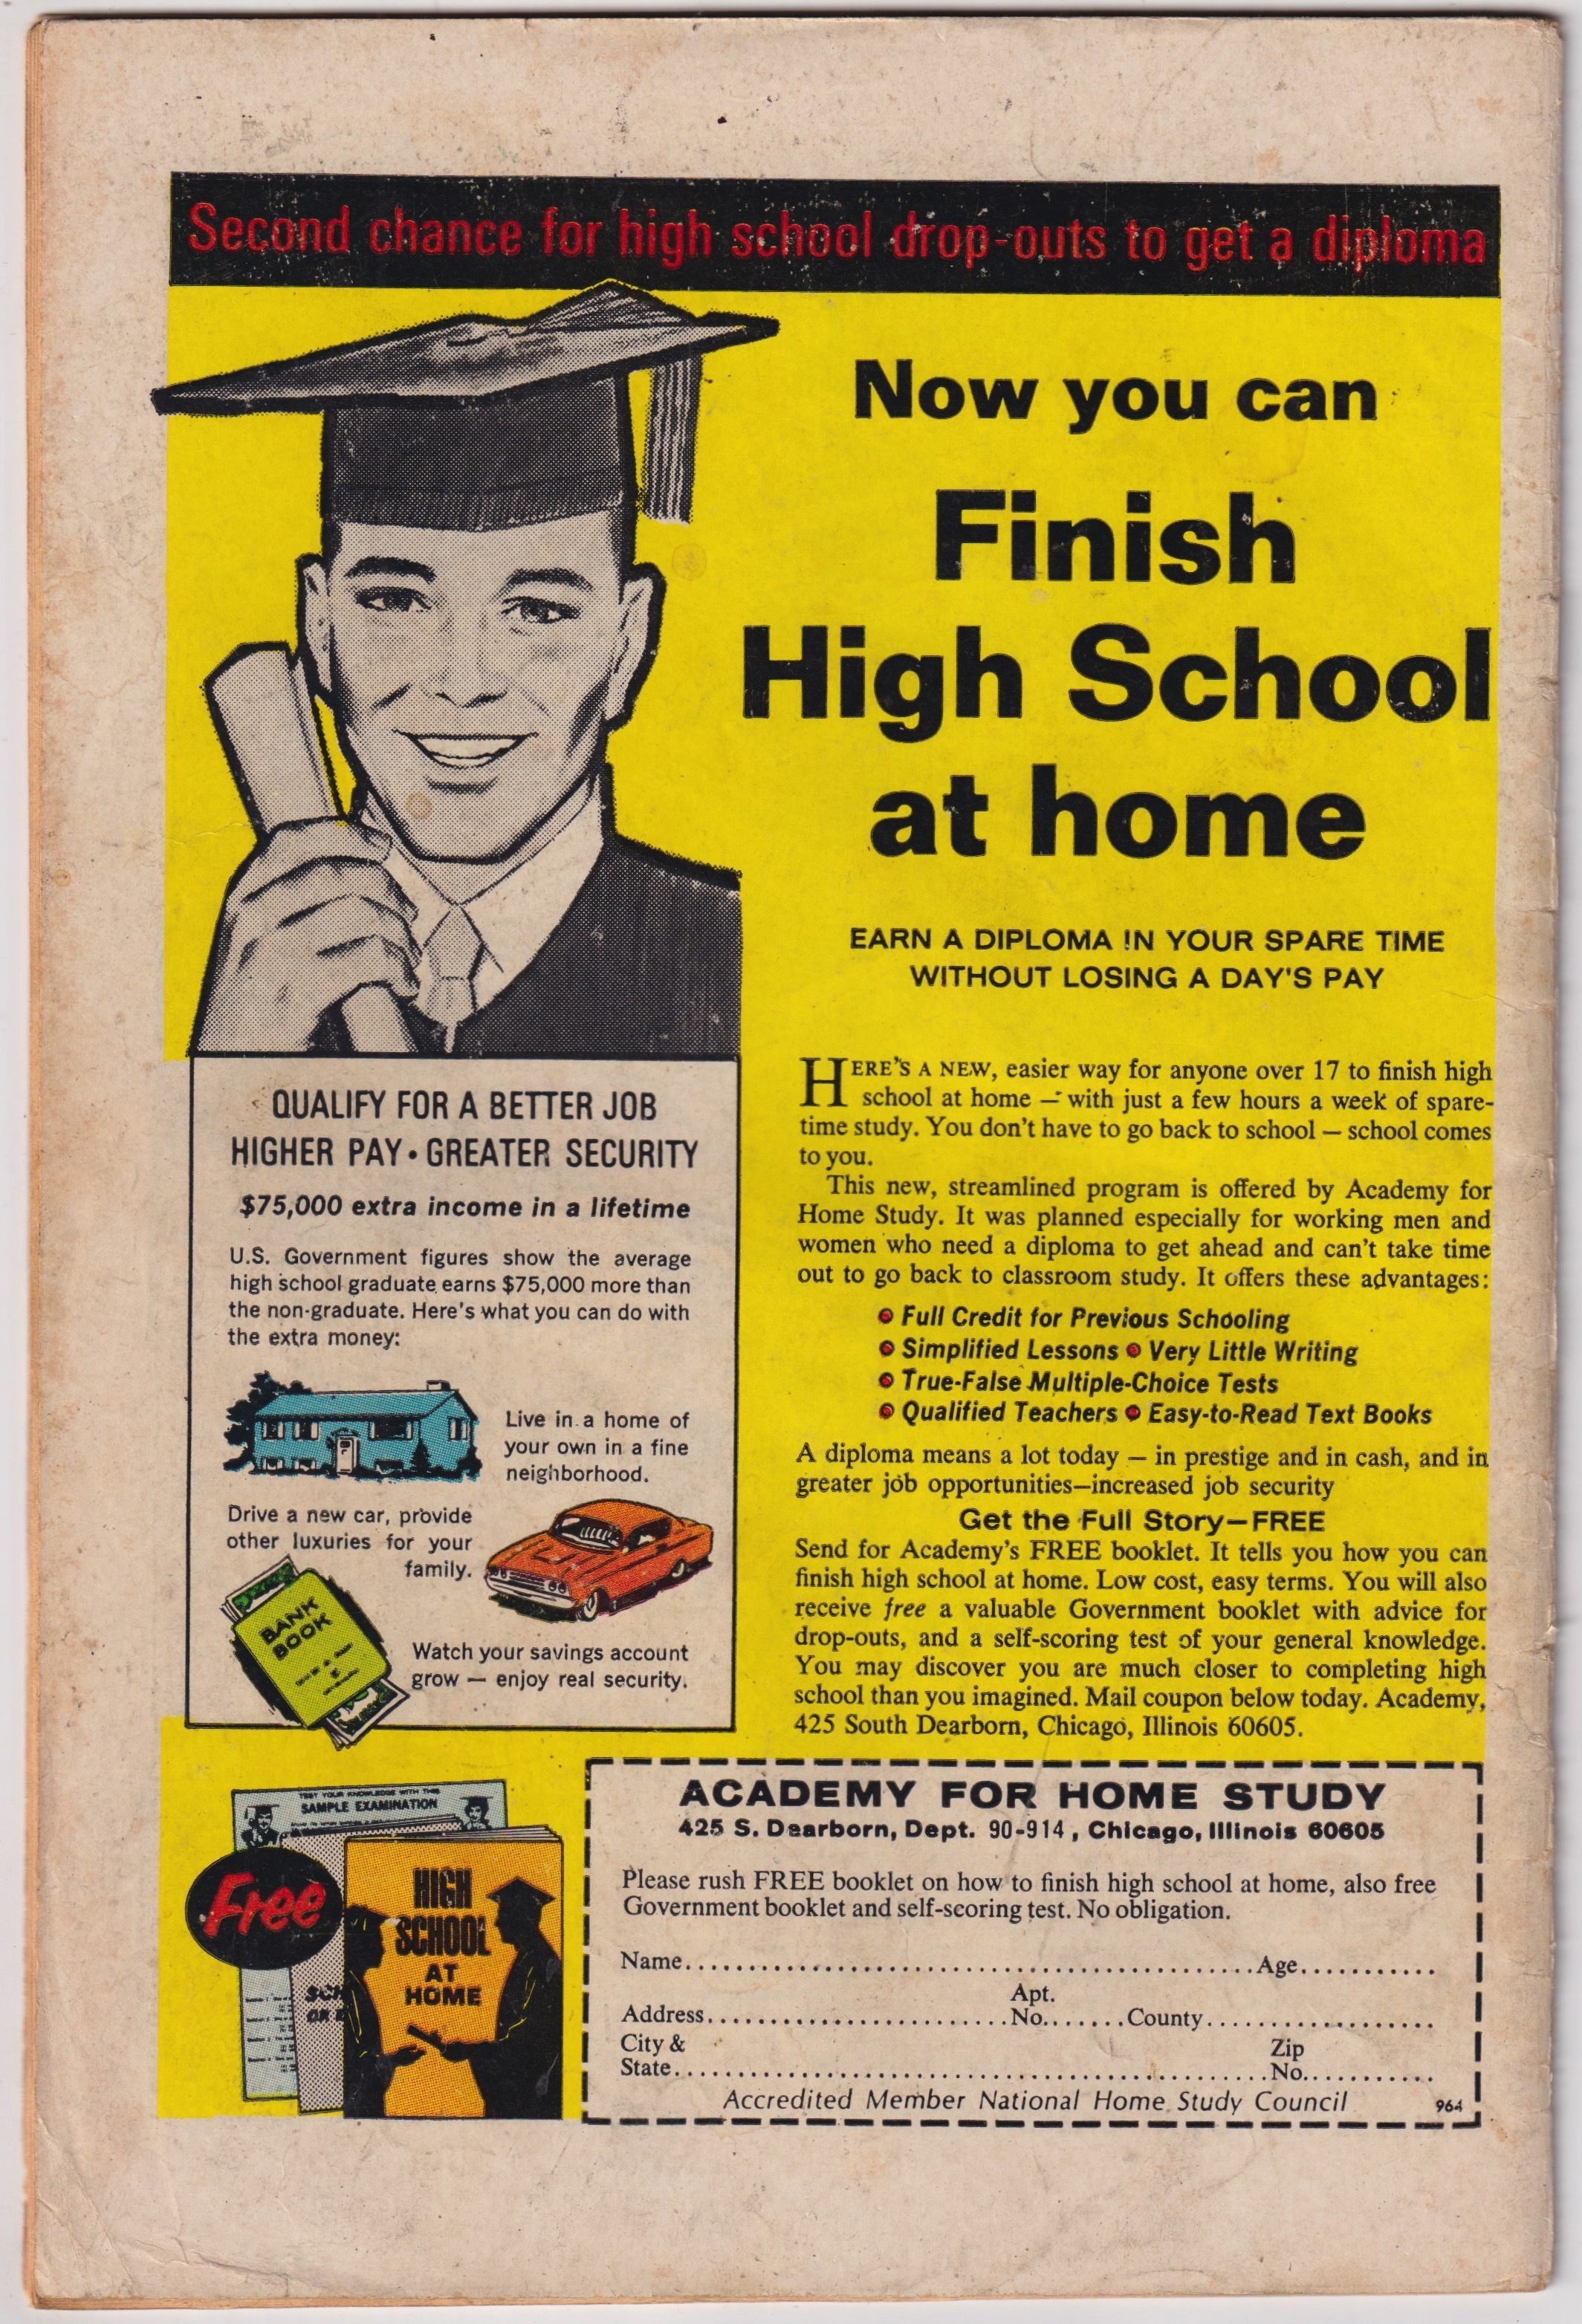 Second chance for high school drop-outs to get a diploma
Now you can
Finish
High School
at home
EARN A DIPLOMA IN YOUR SPARE TIME
WITHOUT LOSING A DAY'S PAY
QUALIFY FOR A BETTER JOB
HIGHER PAY • GREATER SECURITY
$75,000 extra income in a lifetime
U.S. Government figures show the average
high school graduate earns $75,000 more than
the non-graduate. Here's what you can do with
the extra money:
Live in a home of
your own in a fine
neighborhood.
Drive a new car, provide
other luxuries for your
family.
BANK
BOOK
Watch your savings account
grow — enjoy real security.
HERE'S A NEW, easier way for anyone over 17 to finish high
school at home — with just a few hours a week of spare-
time study. You don't have to go back to school — school comes
to you.
This new, streamlined program is offered by Academy for
Home Study. It was planned especially for working men and
women who need a diploma to get ahead and can't take time
out to go back to classroom study. It offers these advantages:
• Full Credit for Previous Schooling
• Simplified Lessons • Very Little Writing
• True-False Multiple-Choice Tests
• Qualified Teachers • Easy-to-Read Text Books
A diploma means a lot today — in prestige and in cash, and in
greater job opportunities—increased job security
Get the Full Story—FREE
Send for Academy's FREE booklet. It tells you how you can
finish high school at home. Low cost, easy terms. You will also
receive free a valuable Government booklet with advice for
drop-outs, and a self-scoring test of your general knowledge.
You may discover you are much closer to completing high
school than you imagined. Mail coupon below today. Academy,
425 South Dearborn, Chicago, Illinois 60605.
TEST YOUR KNOWLEDGE WITH THIS
SAMPLE EXAMINATION
Free
HIGH
SCHOOL
AT
HOME
ACADEMY FOR HOME STUDY
425 S. Dearborn, Dept. 90-914, Chicago, Illinois 60605
Please rush FREE booklet on how to finish high school at home, also free
Government booklet and self-scoring test. No obligation.
Name............................................Age...........
Apt.
Address.......................No.......County..................
City & Zip
State..............................................No..........
Accredited Member National Home Study Council 964